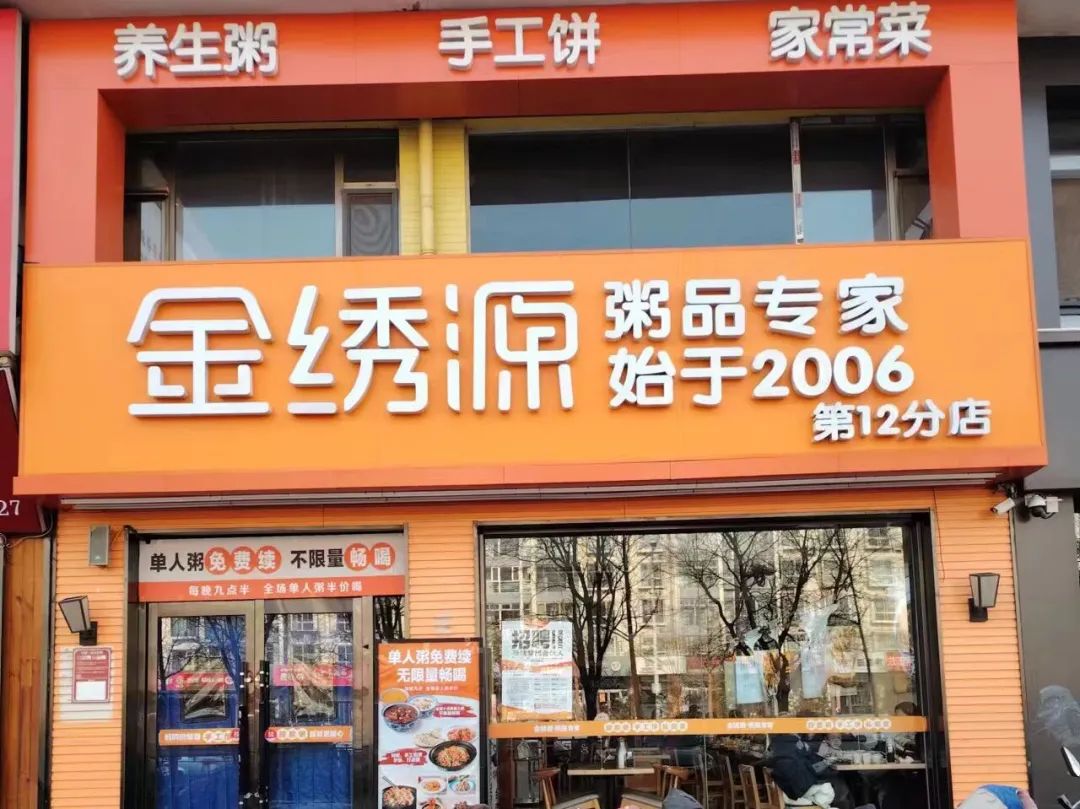 养生粥 手工饼 家常菜
金绣源
粥品专家
始于2006
第12分店
27
单人粥免费续 不限量畅喝
每晚九点半 全场单人粥半价喝
招聘!!
单人粥免费续
无限量畅喝
手工饼